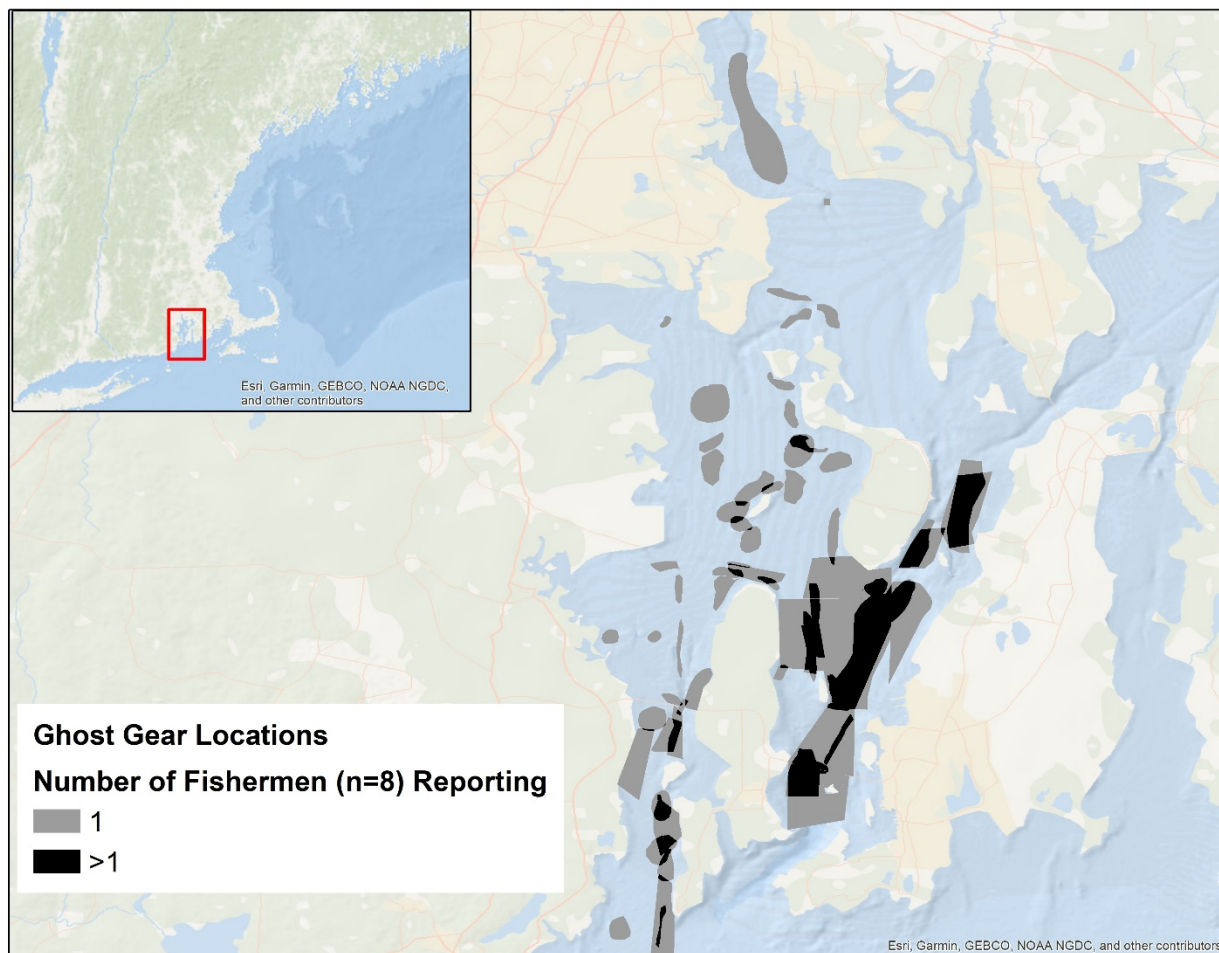 Esri, Garmin, GEBCO, NOAA NGDC,
and other contributors
Ghost Gear Locations
Number of Fishermen (n=8) Reporting
1
>1
Esri, Garmin, GEBCO, NOAA NGDC, and other contributors